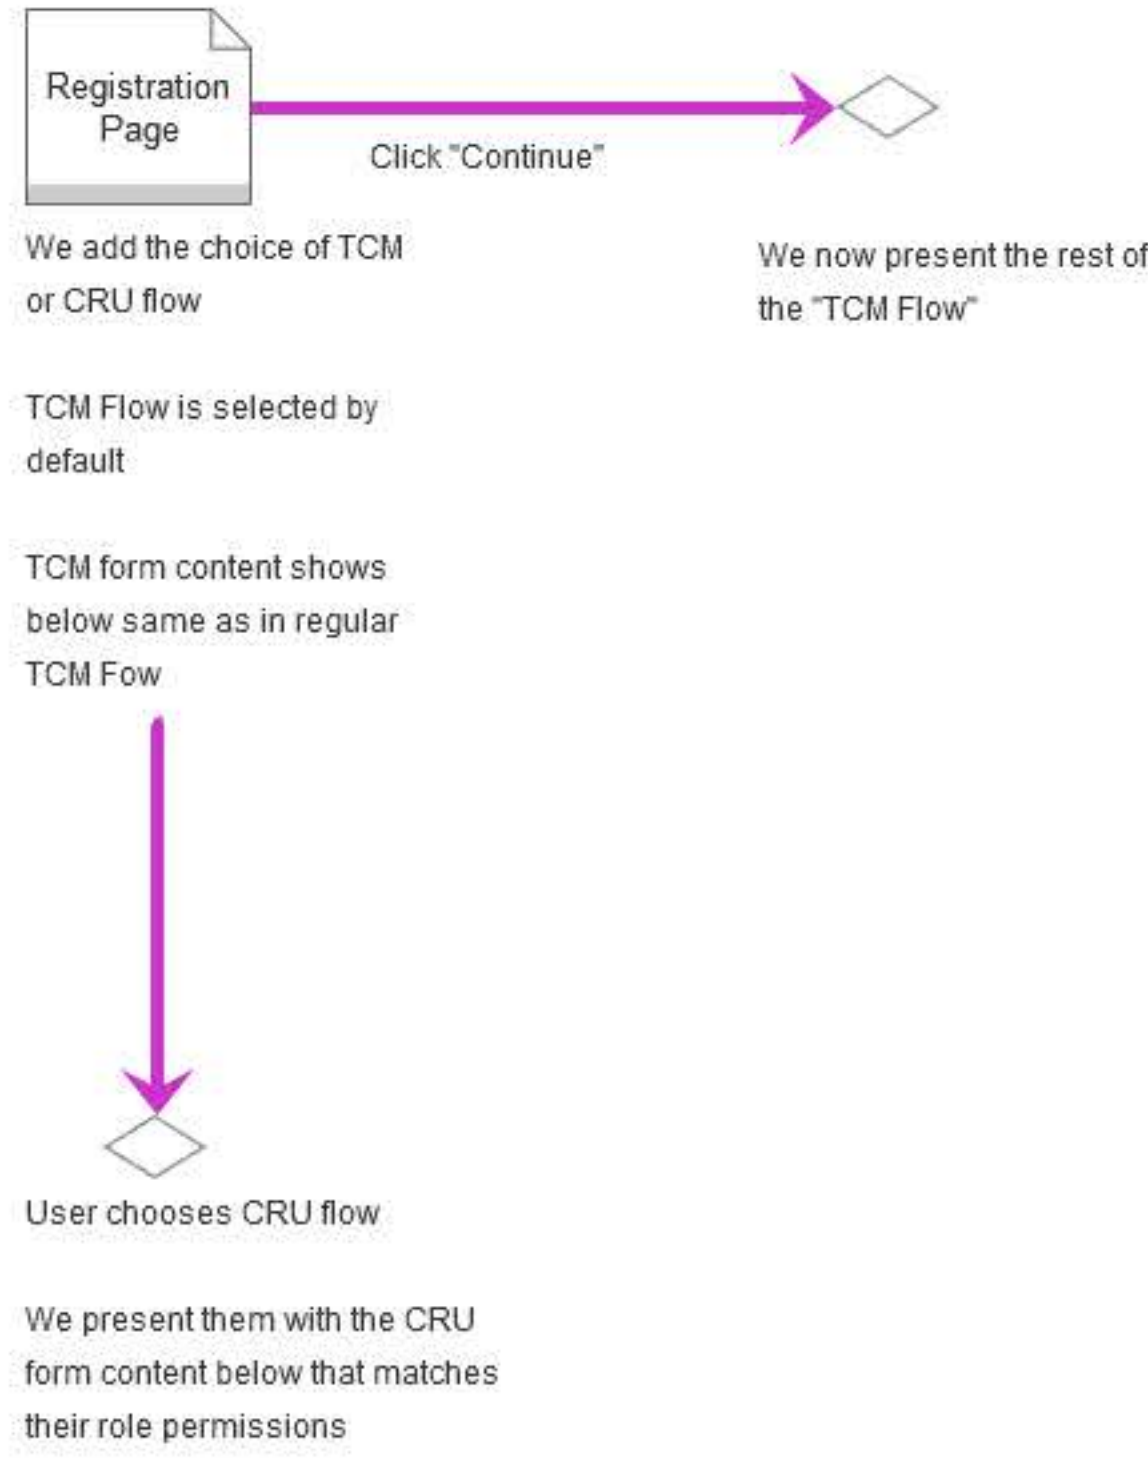 Registration
Page
Click "Continue"
We add the choice of TCM
or CRU flow
We now present the rest of
the "TCM Flow"
TCM Flow is selected by
default
TCM form content shows
below same as in regular
TCM Fow
User chooses CRU flow
We present them with the CRU
form content below that matches
their role permissions